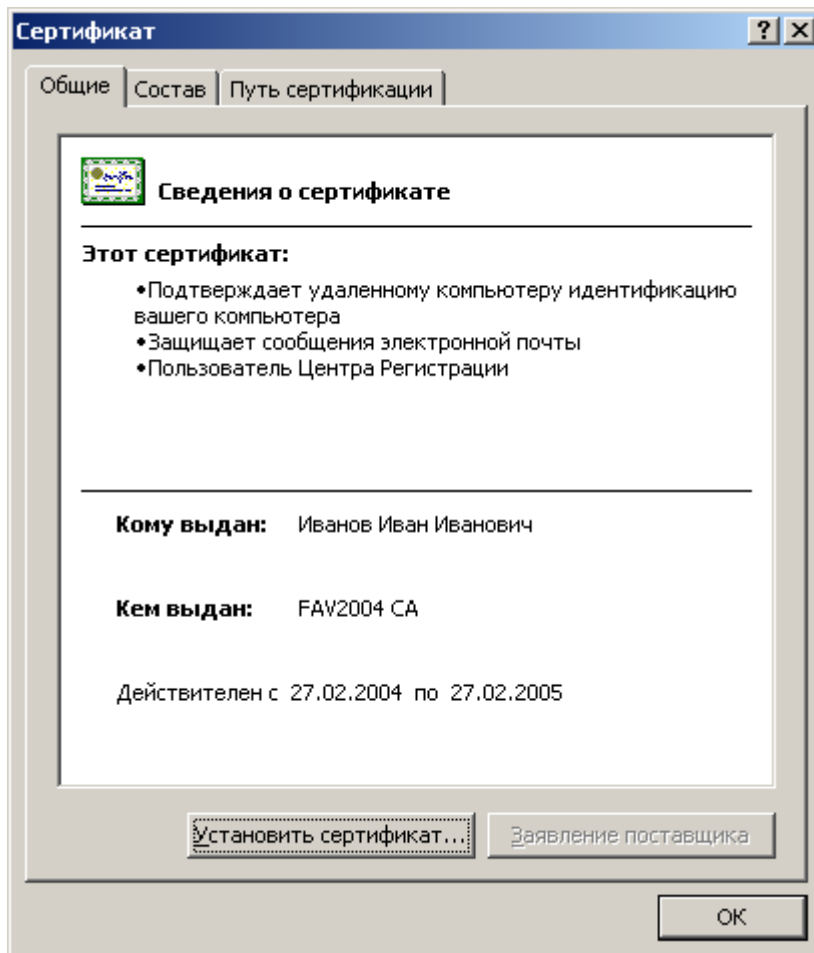 Сертификат
Общие Состав Путь сертификации
Сведения о сертификате
Этот сертификат:
•Подтверждает удаленному компьютеру идентификацию
вашего компьютера
•Защищает сообщения электронной почты
•Пользователь Центра Регистрации
Кому выдан: Иванов Иван Иванович
Кем выдан: FAV2004 CA
Действителен с 27.02.2004 по 27.02.2005
Установить сертификат... Заявление поставщика
ОК